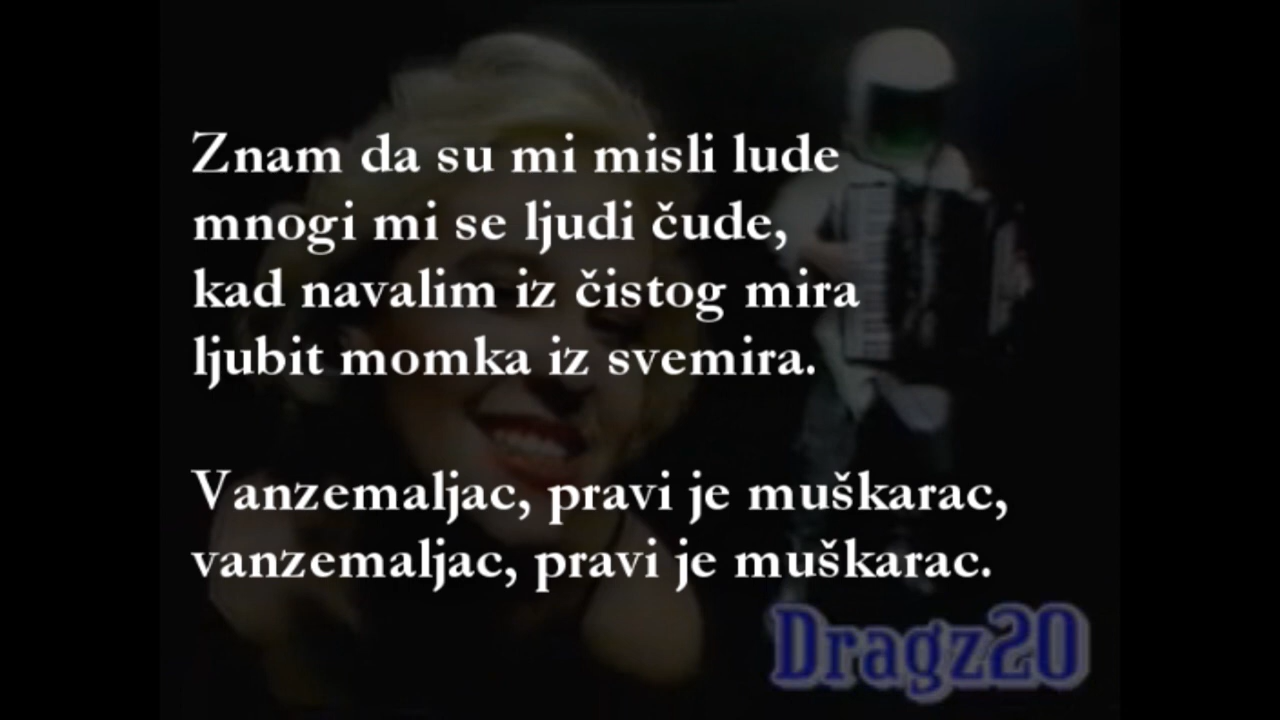 Znam da su mi misli lude
mnogi mi se ljudi čude,
kad navalim iz čistog mira
ljubit momka iz svemira.
Vanzemaljac, pravi je muškarac,
vanzemaljac, pravi je muškarac.
Dragz20